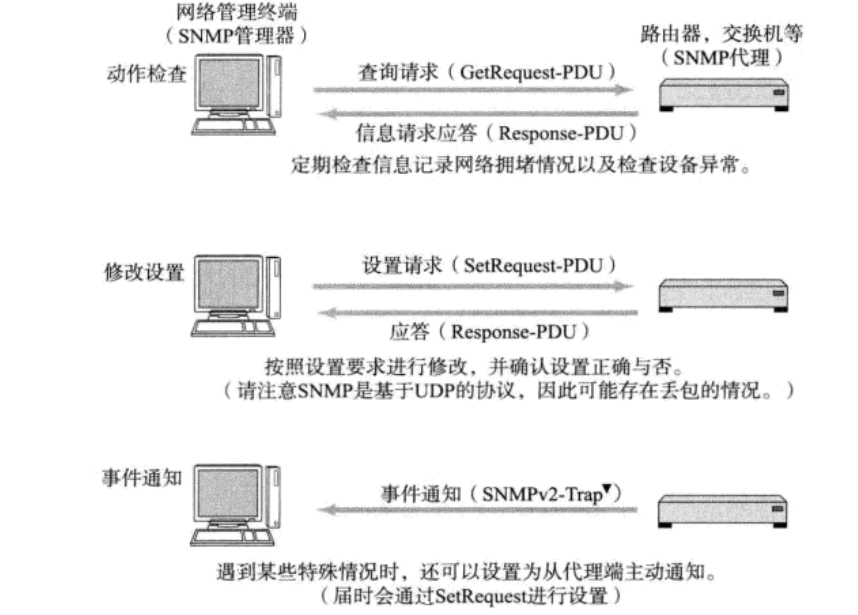 网络管理终端
（SNMP管理器）
路由器，交换机等
（SNMP代理）
动作检查
查询请求（GetRequest-PDU）
信息请求应答（Response-PDU）
定期检查信息记录网络拥堵情况以及检查设备异常。
修改设置
设置请求（SetRequest-PDU）
应答（Response-PDU）
按照设置要求进行修改，并确认设置正确与否。
（请注意SNMP是基于UDP的协议，因此可能存在丢包的情况。）
事件通知
事件通知（SNMPv2-Trap▼）
遇到某些特殊情况时，还可以设置为从代理端主动通知。
（届时会通过SetRequest进行设置）